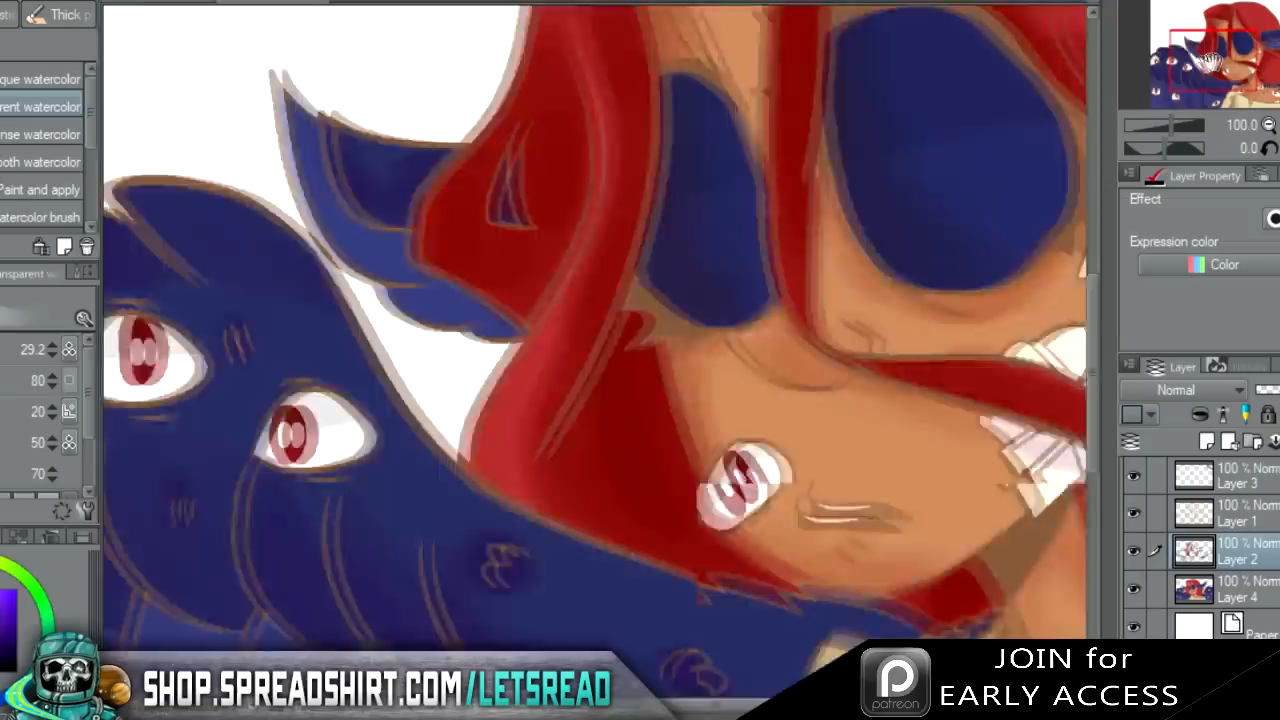 Thick p
que watercolor
rent watercolor
nse watercolor
ooth watercolor
Paint and apply
atercolor brush
ansparent w
29.2
80
20
50
70
100.0
0.0
Layer Property
Effect
Expression color
Color
Layer
Normal
100 % Norm
Layer 3
100 % Norm
Layer 1
100 % Norm
Layer 2
100 % Norm
Layer 4
Paper
SHOP.SPREADSHIRT.COM/LETSREAD
patreon
JOIN for
EARLY ACCESS